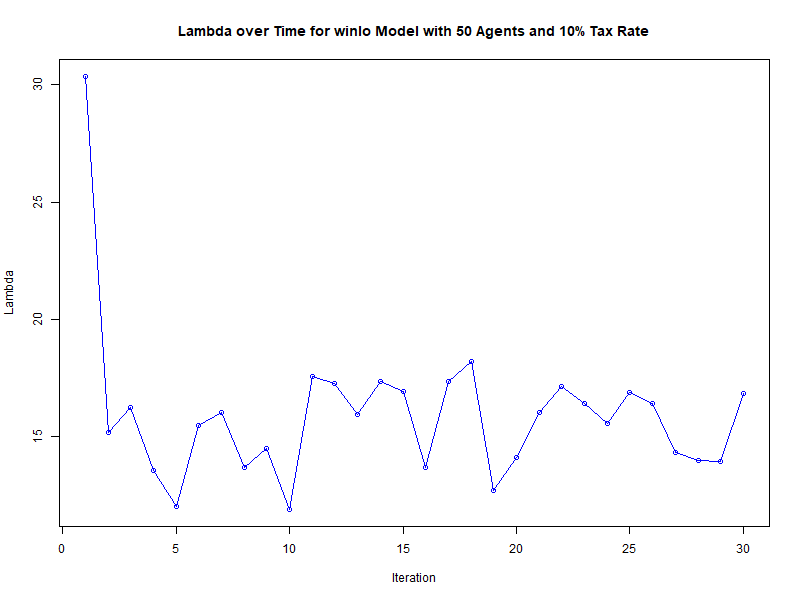 Lambda over Time for winlo Model with 50 Agents and 10% Tax Rate
30
25
20
15
Lambda
0 5 10 15 20 25 30
Iteration